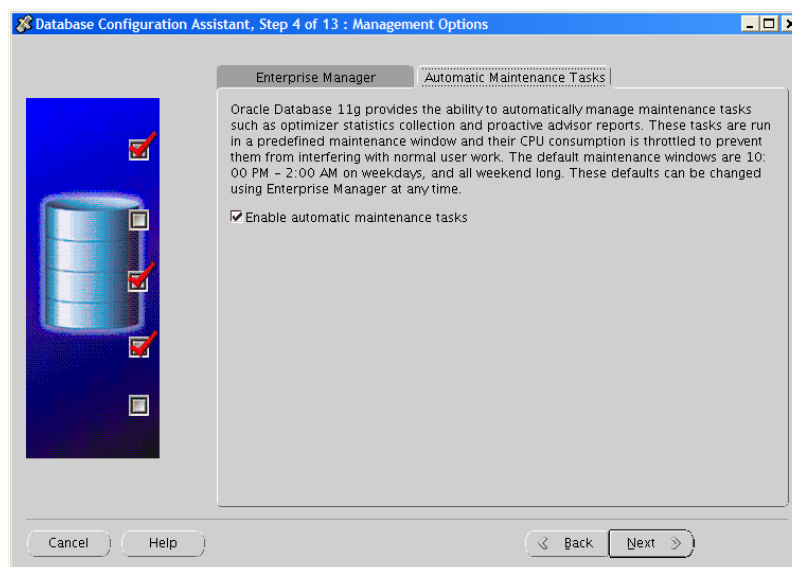 Database Configuration Assistant, Step 4 of 13 : Management Options
Enterprise Manager
Automatic Maintenance Tasks
Oracle Database 11g provides the ability to automatically manage maintenance tasks
such as optimizer statistics collection and proactive advisor reports. These tasks are run
in a predefined maintenance window and their CPU consumption is throttled to prevent
them from interfering with normal user work. The default maintenance windows are 10:
00 PM – 2:00 AM on weekdays, and all weekend long. These defaults can be changed
using Enterprise Manager at any time.
Enable automatic maintenance tasks
Cancel
Help
Back
Next